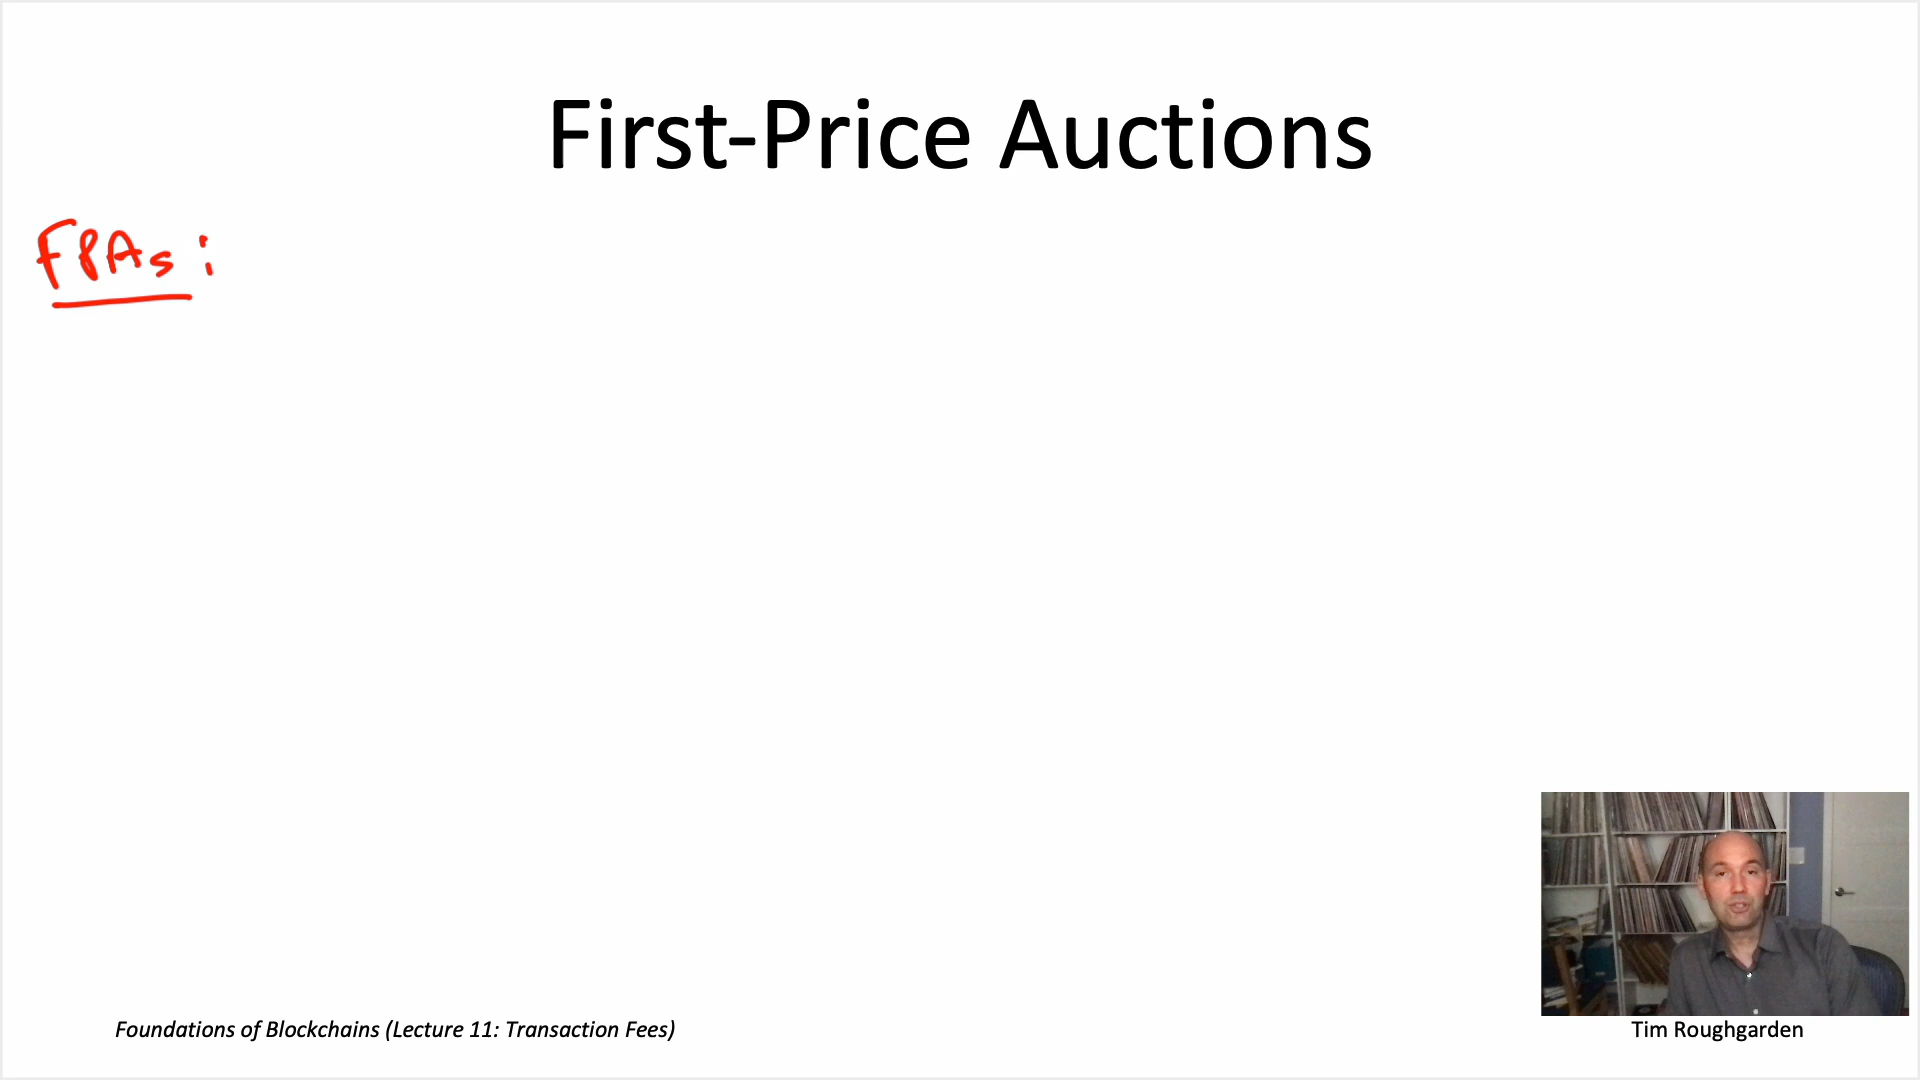 First-Price Auctions
FPAs:
Foundations of Blockchains (Lecture 11: Transaction Fees)
Tim Roughgarden